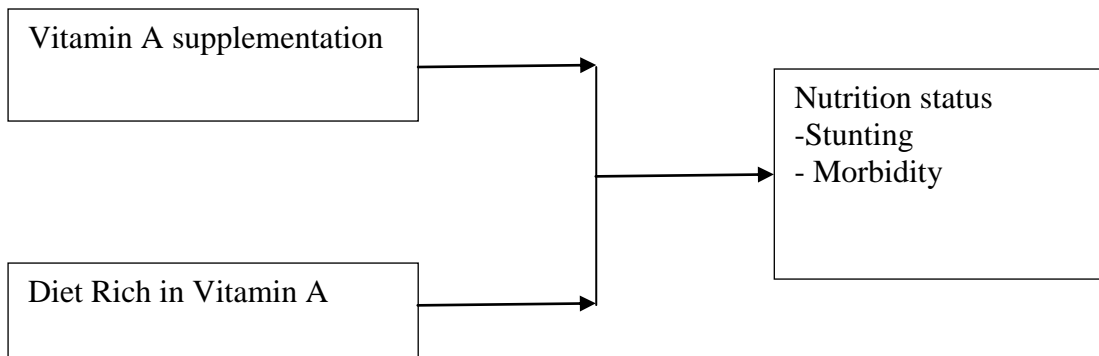 Vitamin A supplementation
Nutrition status
-Stunting
- Morbidity
Diet Rich in Vitamin A